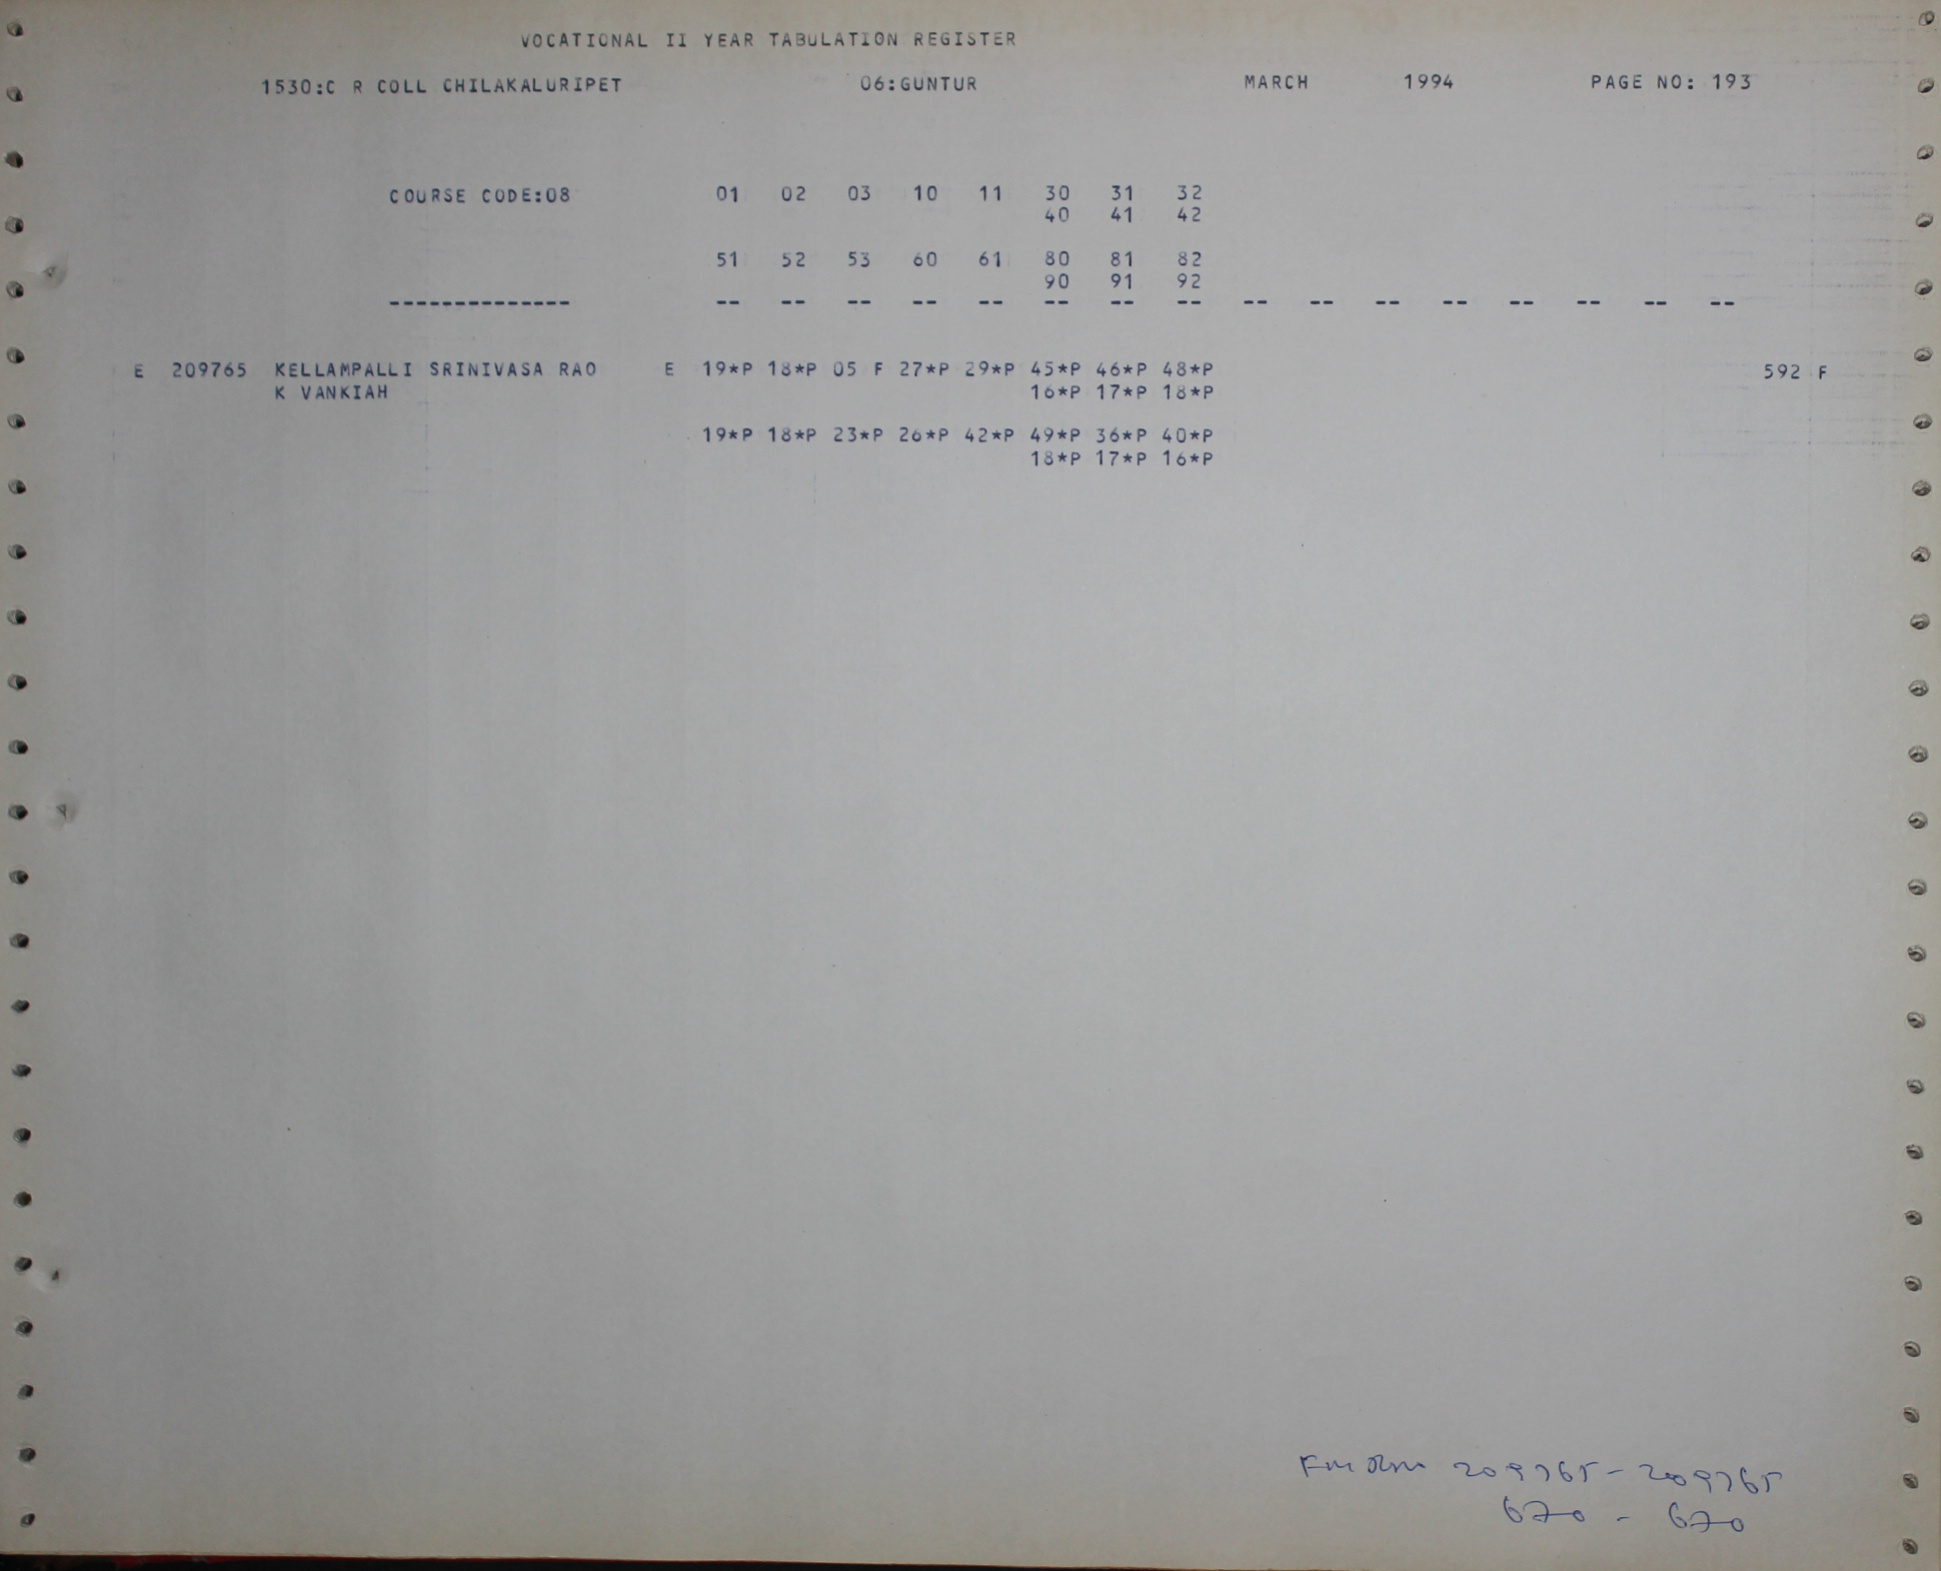 VOCATIONAL II YEAR TABULATION REGISTER
1530:C R COLL CHILAKALURIPET 06:GUNTUR MARCH 1994 PAGE NO: 193
COURSE CODE:08 01 02 03 10 11 30 31 32
40 41 42
51 52 53 60 61 80 81 82
90 91 92
-------------- -- -- -- -- -- -- -- -- -- -- -- -- -- -- -- --
E 209765 KELLAMPALLI SRINIVASA RAO E 19*P 18*P 05 F 27*P 29*P 45*P 46*P 48*P 592 F
K VANKIAH 16*P 17*P 18*P
19*P 18*P 23*P 26*P 42*P 49*P 36*P 40*P
18*P 17*P 16*P
209765 - 209765
670 - 670